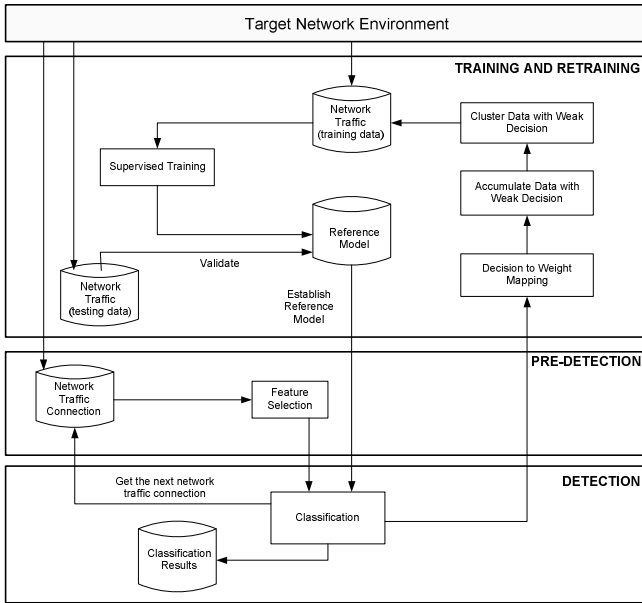 Target Network Environment
TRAINING AND RETRAINING
Network
Traffic
(training data)
Cluster Data with Weak
Decision
Supervised Training
Accumulate Data with
Weak Decision
Reference
Model
Validate
Network
Traffic
(testing data)
Decision to Weight
Mapping
Establish
Reference
Model
PRE-DETECTION
Network
Traffic
Connection
Feature
Selection
DETECTION
Get the next network
traffic connection
Classification
Classification
Results